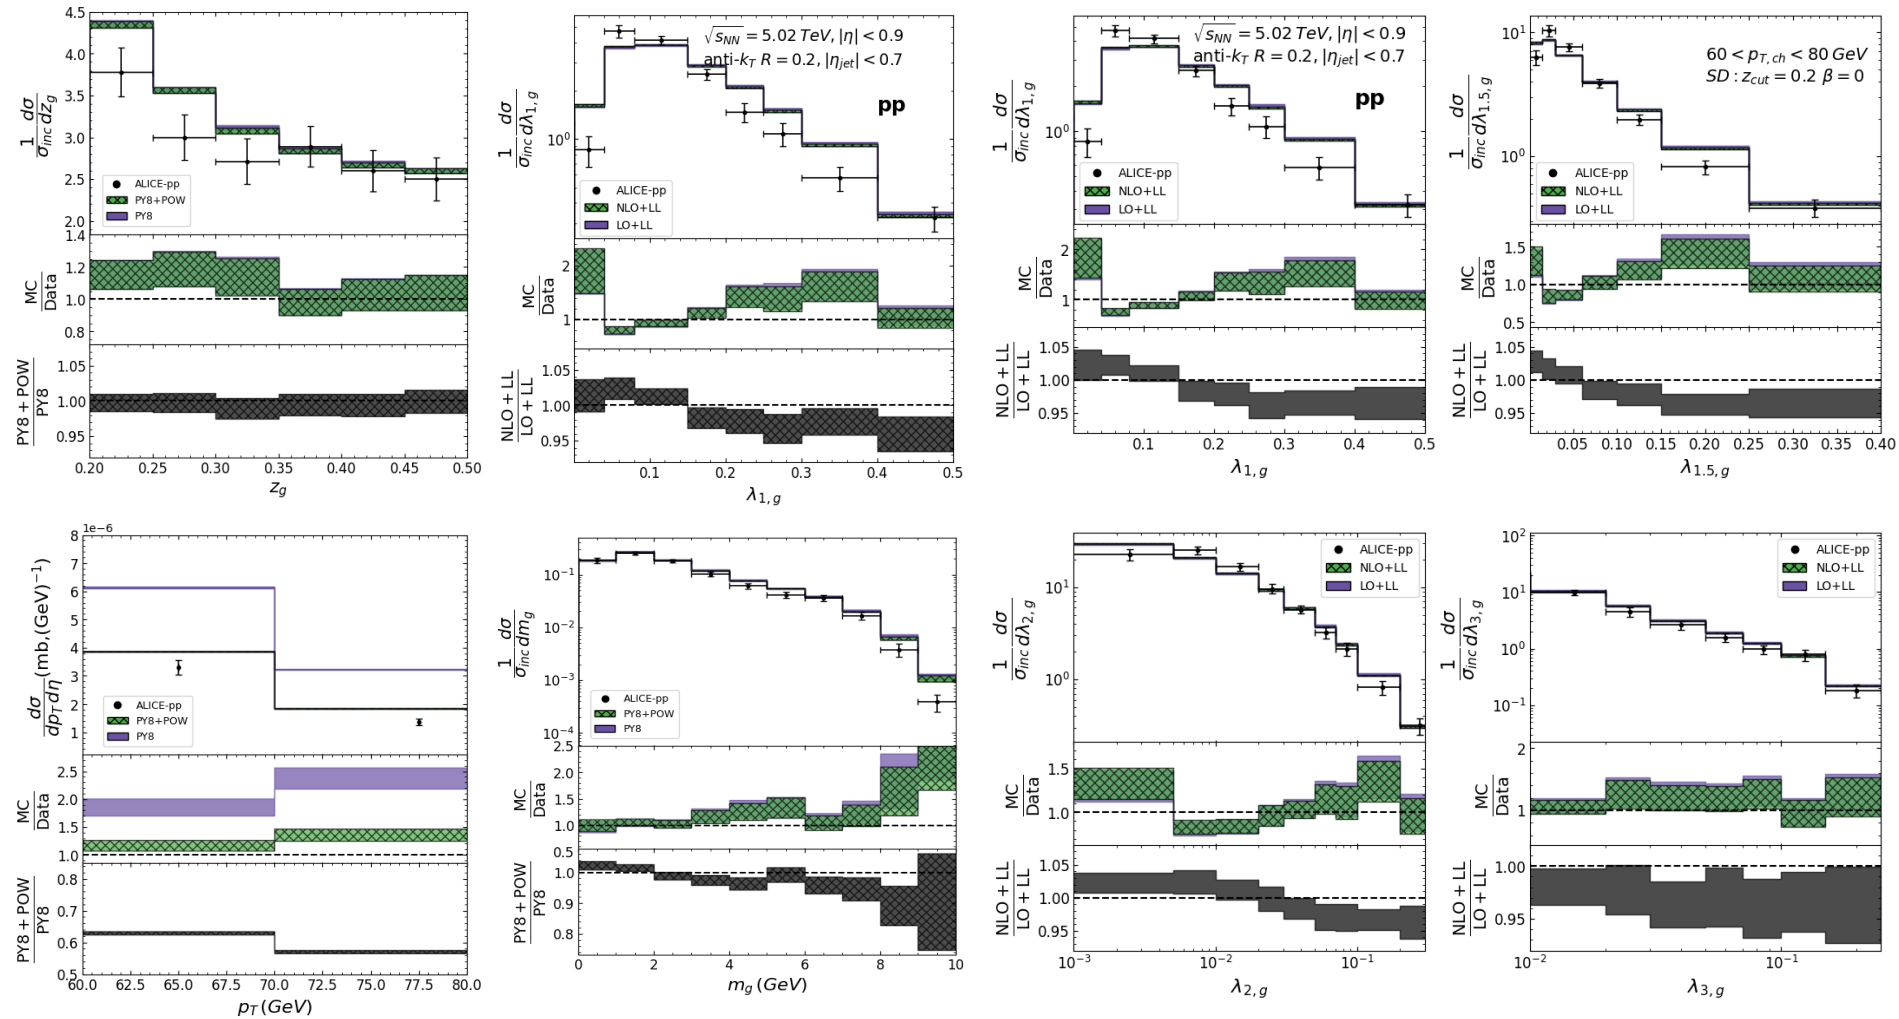 4.5
4.0
3.5
3.0
2.5
2.0
1/σ_inc dσ/dz_g
ALICE-pp
PY8+POW
PY8
1.4
1.2
1.0
0.8
MC/Data
1.05
1.00
0.95
PY8 + POW/PY8
0.20 0.25 0.30 0.35 0.40 0.45 0.50
z_g
√s_NN = 5.02 TeV, |η| < 0.9
anti-k_T R = 0.2, |η_jet| < 0.7
pp
10^0
1/σ_inc dσ/dλ_1,g
ALICE-pp
NLO+LL
LO+LL
2
1
MC/Data
1.05
1.00
0.95
NLO + LL/LO + LL
0.1 0.2 0.3 0.4 0.5
λ_1,g
√s_NN = 5.02 TeV, |η| < 0.9
anti-k_T R = 0.2, |η_jet| < 0.7
pp
10^0
1/σ_inc dσ/dλ_1,g
ALICE-pp
NLO+LL
LO+LL
2
1
MC/Data
1.05
1.00
0.95
NLO + LL/LO + LL
0.1 0.2 0.3 0.4 0.5
λ_1,g
10^1
10^0
60 < p_T,ch < 80 GeV
SD : z_cut = 0.2 β = 0
1/σ_inc dσ/dλ_1.5,g
ALICE-pp
NLO+LL
LO+LL
1.5
1.0
0.5
MC/Data
1.05
1.00
0.95
NLO + LL/LO + LL
0.05 0.10 0.15 0.20 0.25 0.30 0.35 0.40
λ_1.5,g
1e−6
8
7
6
5
4
3
2
1
dσ/dp_T dη (mb,(GeV)^−1)
ALICE-pp
PY8+POW
PY8
2.5
2.0
1.5
1.0
MC/Data
0.8
0.7
0.6
0.5
PY8 + POW/PY8
60.0 62.5 65.0 67.5 70.0 72.5 75.0 77.5 80.0
p_T (GeV)
10^−1
10^−2
10^−3
10^−4
1/σ_inc dσ/dm_g
ALICE-pp
PY8+POW
PY8
2.5
2.0
1.5
1.0
0.5
MC/Data
1.0
0.9
0.8
PY8 + POW/PY8
0 2 4 6 8 10
m_g (GeV)
10^1
10^0
1/σ_inc dσ/dλ_2,g
ALICE-pp
NLO+LL
LO+LL
1.5
1.0
MC/Data
1.05
1.00
0.95
NLO + LL/LO + LL
10^−3 10^−2 10^−1
λ_2,g
10^2
10^1
10^0
10^−1
1/σ_inc dσ/dλ_3,g
ALICE-pp
NLO+LL
LO+LL
2
1
MC/Data
1.00
0.95
NLO + LL/LO + LL
10^−2 10^−1
λ_3,g